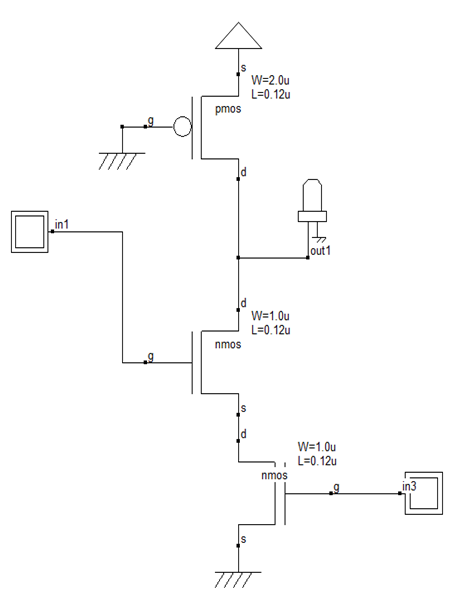 s
W=2.0u
L=0.12u
pmos
g
d
in1
out1
d
W=1.0u
L=0.12u
nmos
g
s
d
W=1.0u
L=0.12u
nmos
g
in3
s